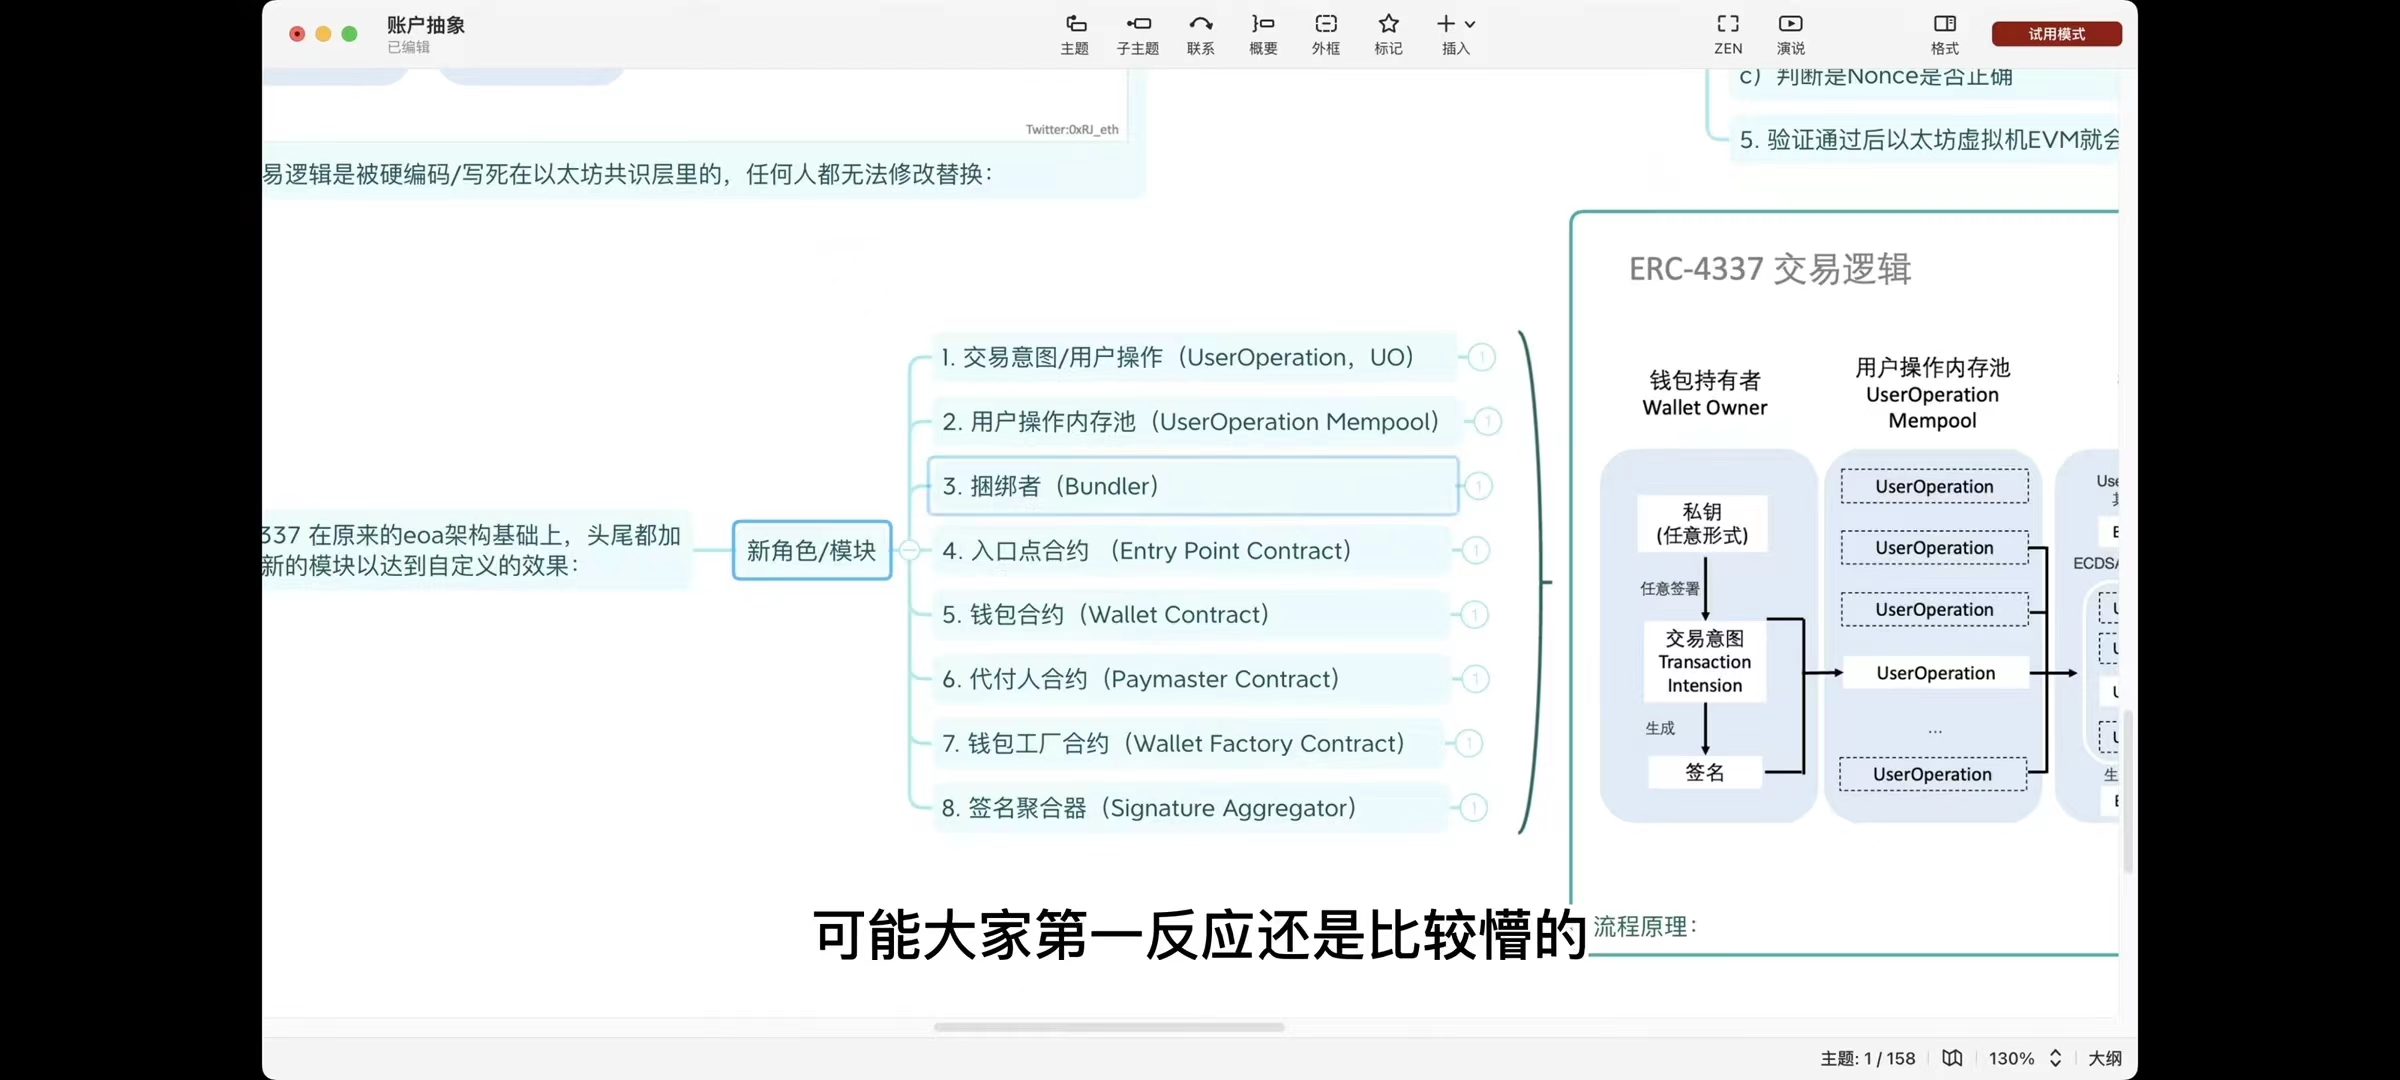 账户抽象
已编辑
主题
子主题
联系
概要
外框
标记
插入
ZEN
演说
格式
试用模式
c）判断是Nonce是否正确
Twitter:0xRJ_eth
5. 验证通过后以太坊虚拟机EVM就会
易逻辑是被硬编码/写死在以太坊共识层里的，任何人都无法修改替换：
337 在原来的eoa架构基础上，头尾都加
新的模块以达到自定义的效果：
新角色/模块
1. 交易意图/用户操作（UserOperation，UO）
1
2. 用户操作内存池（UserOperation Mempool）
1
3. 捆绑者（Bundler）
1
4. 入口点合约 （Entry Point Contract）
1
5. 钱包合约（Wallet Contract）
1
6. 代付人合约（Paymaster Contract）
1
7. 钱包工厂合约（Wallet Factory Contract）
1
8. 签名聚合器（Signature Aggregator）
1
ERC-4337 交易逻辑
钱包持有者
Wallet Owner
私钥
(任意形式)
任意签署
交易意图
Transaction
Intension
生成
签名
用户操作内存池
UserOperation
Mempool
UserOperation
UserOperation
UserOperation
UserOperation
...
UserOperation
Use
ECDSA
生
流程原理：
可能大家第一反应还是比较懵的
主题: 1 / 158
130%
大纲